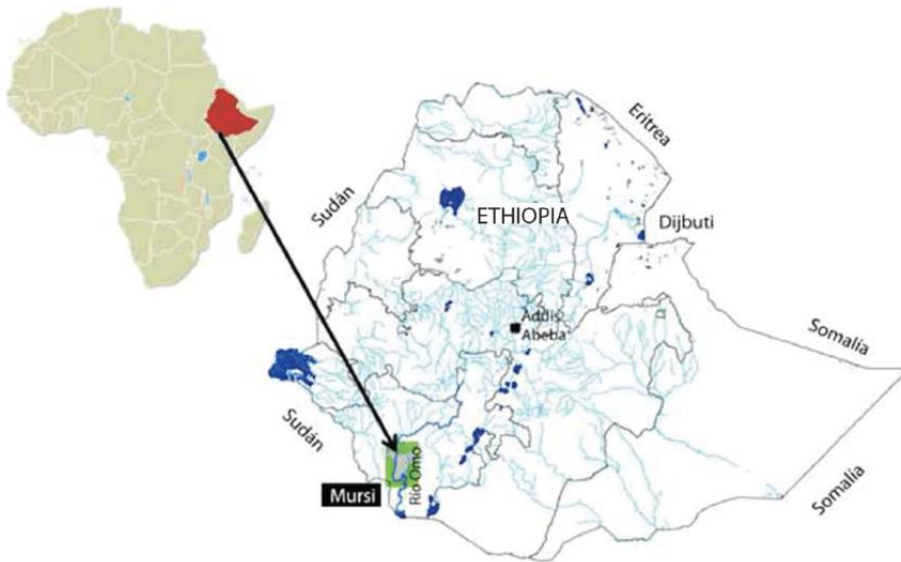 Eritrea
Sudán
ETHIOPIA
Dijbuti
Addis
Abeba
Somalía
Sudán
Río Omo
Mursi
Somalía